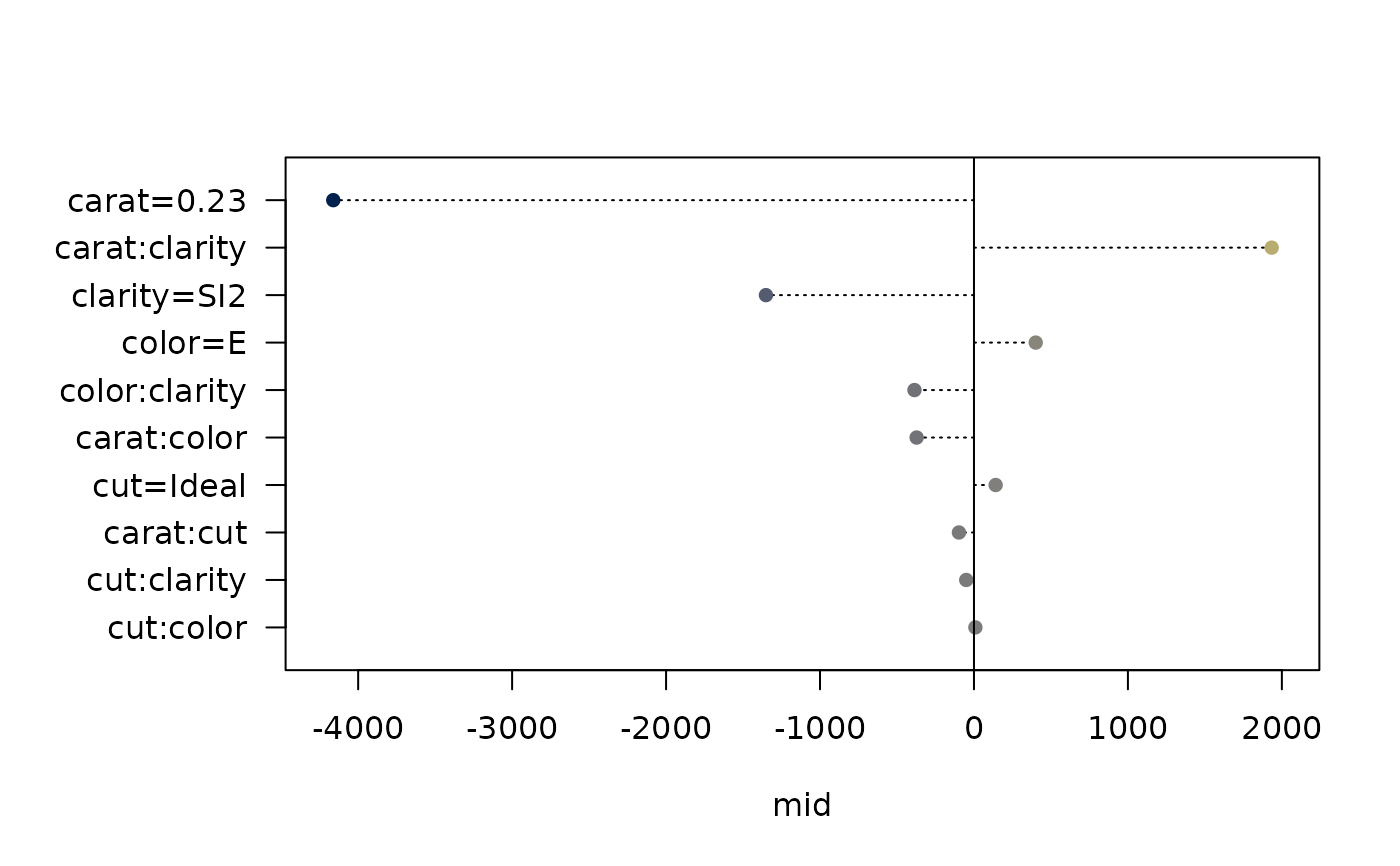 carat=0.23
carat:clarity
clarity=SI2
color=E
color:clarity
carat:color
cut=Ideal
carat:cut
cut:clarity
cut:color
-4000 -3000 -2000 -1000 0 1000 2000
mid